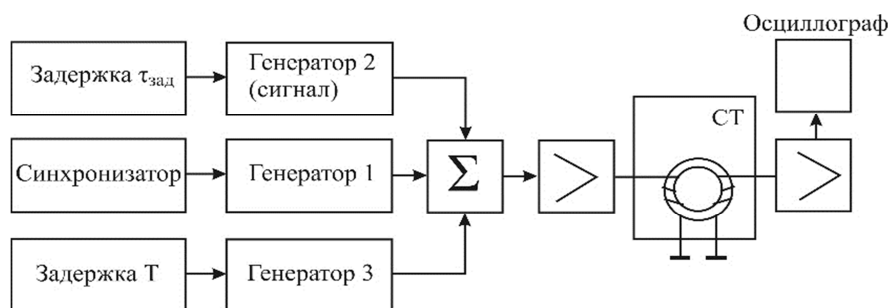 Осциллограф
Задержка τзад
Генератор 2
(сигнал)
СТ
Синхронизатор
Генератор 1
Σ
Задержка Т
Генератор 3